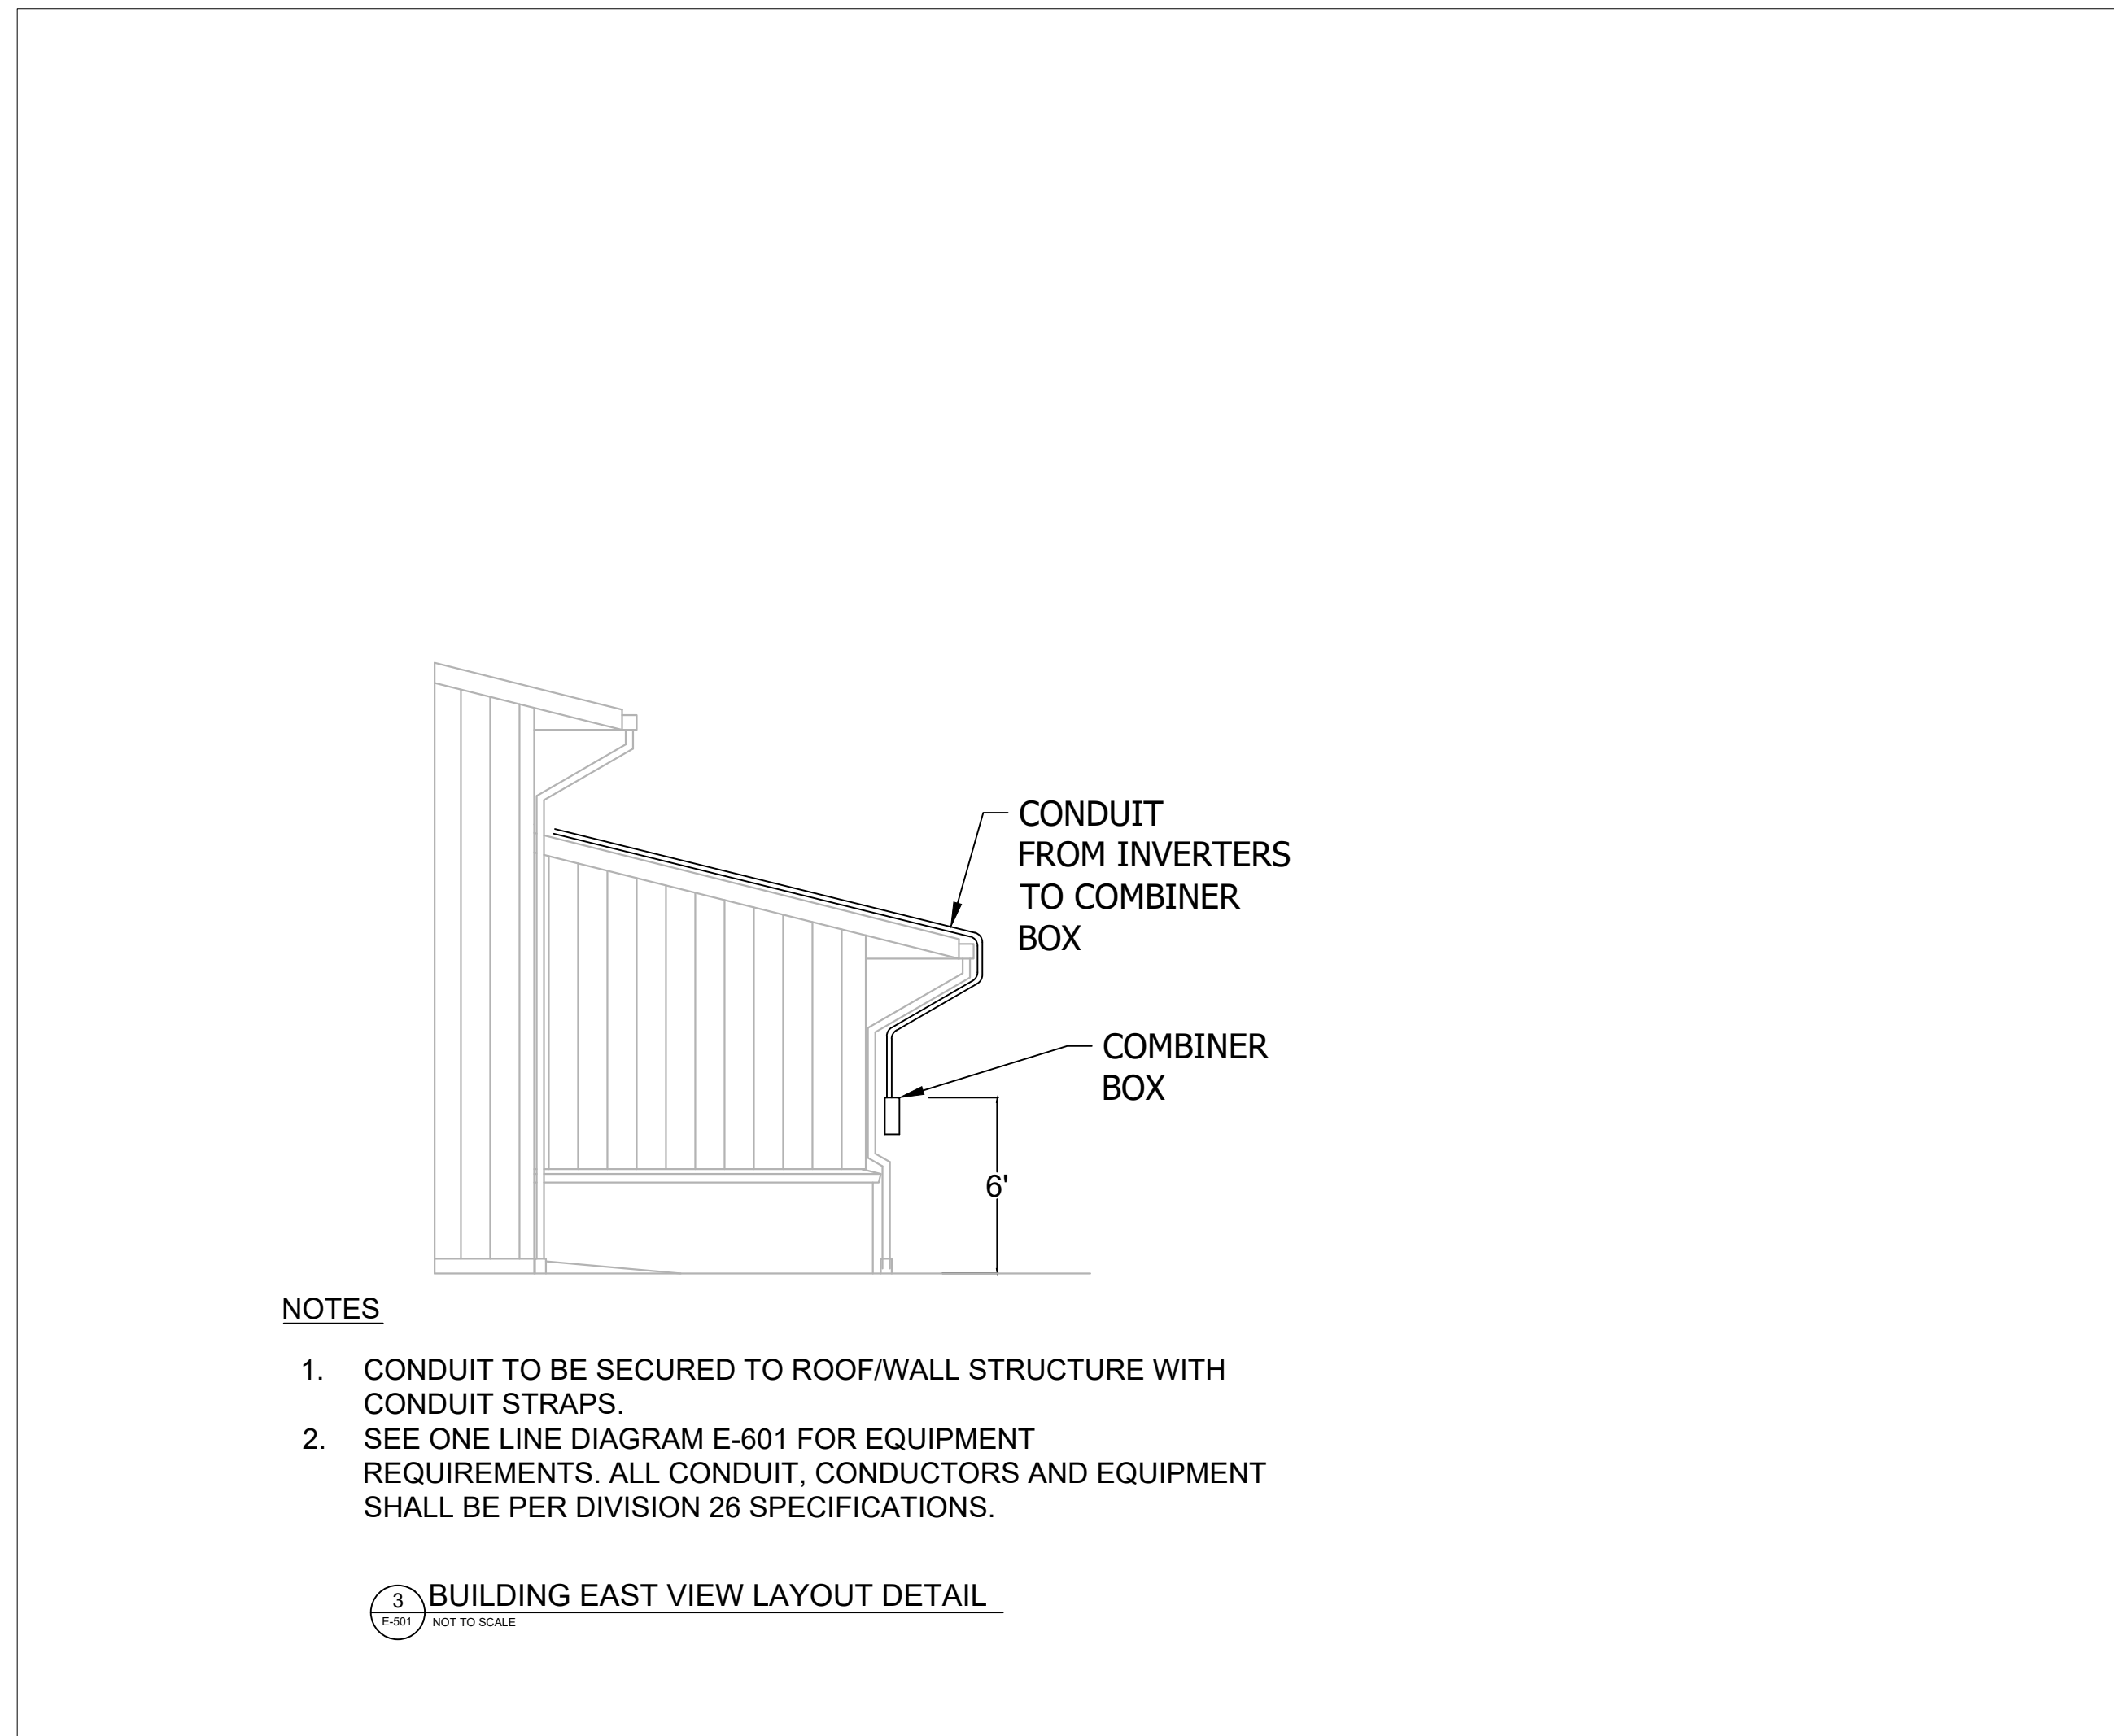 CONDUIT
FROM INVERTERS
TO COMBINER
BOX
COMBINER
BOX
6'
NOTES
1. CONDUIT TO BE SECURED TO ROOF/WALL STRUCTURE WITH
CONDUIT STRAPS.
2. SEE ONE LINE DIAGRAM E-601 FOR EQUIPMENT
REQUIREMENTS. ALL CONDUIT, CONDUCTORS AND EQUIPMENT
SHALL BE PER DIVISION 26 SPECIFICATIONS.
3 BUILDING EAST VIEW LAYOUT DETAIL
E-501 NOT TO SCALE